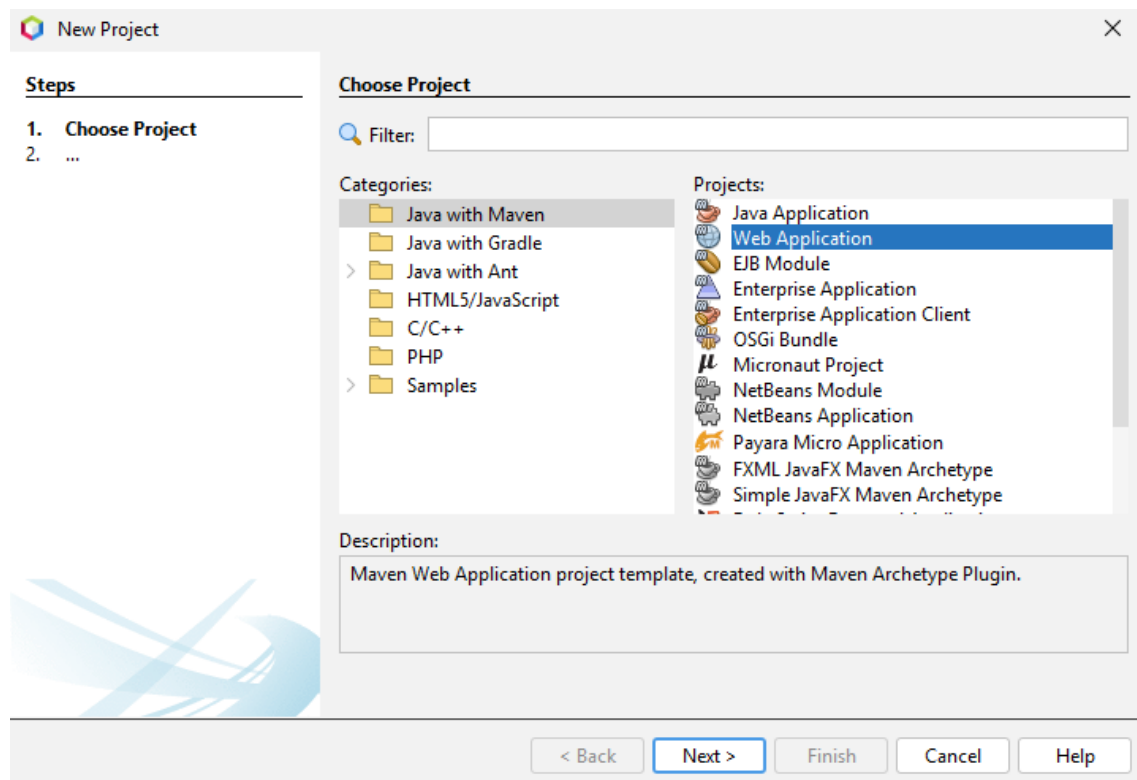 New Project
Steps
1. Choose Project
2. ...
Choose Project
Filter:
Categories:
Java with Maven
Java with Gradle
Java with Ant
HTML5/JavaScript
C/C++
PHP
Samples
Projects:
Java Application
Web Application
EJB Module
Enterprise Application
Enterprise Application Client
OSGi Bundle
Micronaut Project
NetBeans Module
NetBeans Application
Payara Micro Application
FXML JavaFX Maven Archetype
Simple JavaFX Maven Archetype
Description:
Maven Web Application project template, created with Maven Archetype Plugin.
< Back
Next >
Finish
Cancel
Help